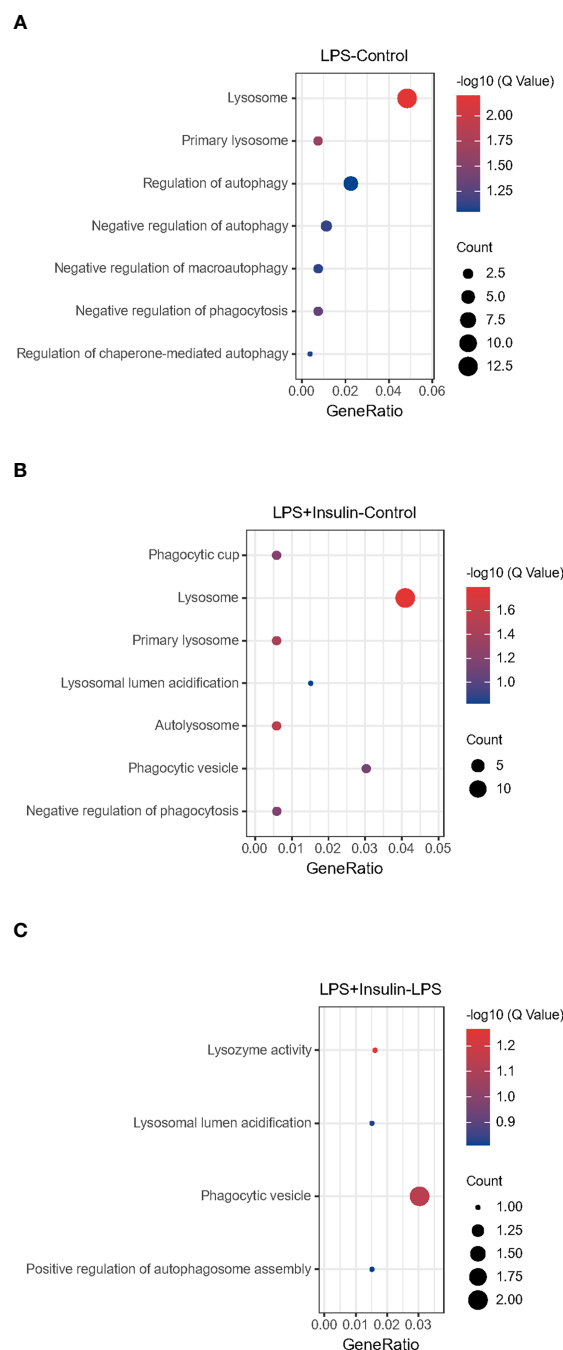 A
LPS-Control
Lysosome
Primary lysosome
Regulation of autophagy
Negative regulation of autophagy
Negative regulation of macroautophagy
Negative regulation of phagocytosis
Regulation of chaperone-mediated autophagy
0.00 0.02 0.04 0.06
GeneRatio
-log10 (Q Value)
2.00
1.75
1.50
1.25
Count
2.5
5.0
7.5
10.0
12.5
B
LPS+Insulin-Control
Phagocytic cup
Lysosome
Primary lysosome
Lysosomal lumen acidification
Autolysosome
Phagocytic vesicle
Negative regulation of phagocytosis
0.00 0.01 0.02 0.03 0.04 0.05
GeneRatio
-log10 (Q Value)
1.6
1.4
1.2
1.0
Count
5
10
C
LPS+Insulin-LPS
Lysozyme activity
Lysosomal lumen acidification
Phagocytic vesicle
Positive regulation of autophagosome assembly
0.00 0.01 0.02 0.03
GeneRatio
-log10 (Q Value)
1.2
1.1
1.0
0.9
Count
1.00
1.25
1.50
1.75
2.00